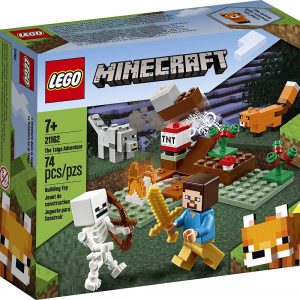 LEGO
MINECRAFT
7+
21162
The Taiga Adventure
74
pcs/pzs
Building Toy
Jouet de
construction
Juguete para
Construir
TNT
LEGO